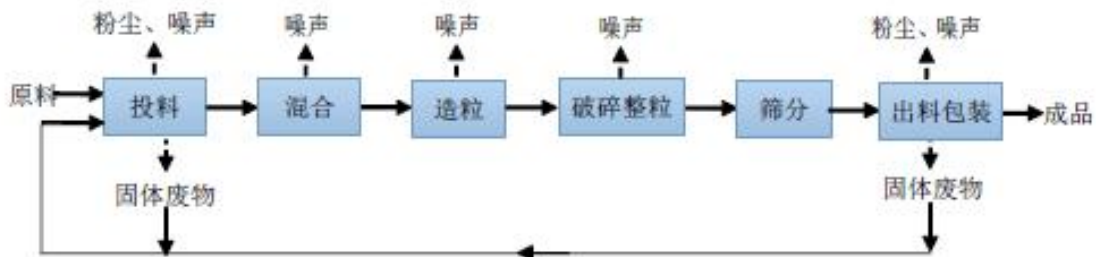 粉尘、噪声
噪声
噪声
噪声
粉尘、噪声
原料
投料
混合
造粒
破碎整粒
筛分
出料包装
成品
固体废物
固体废物